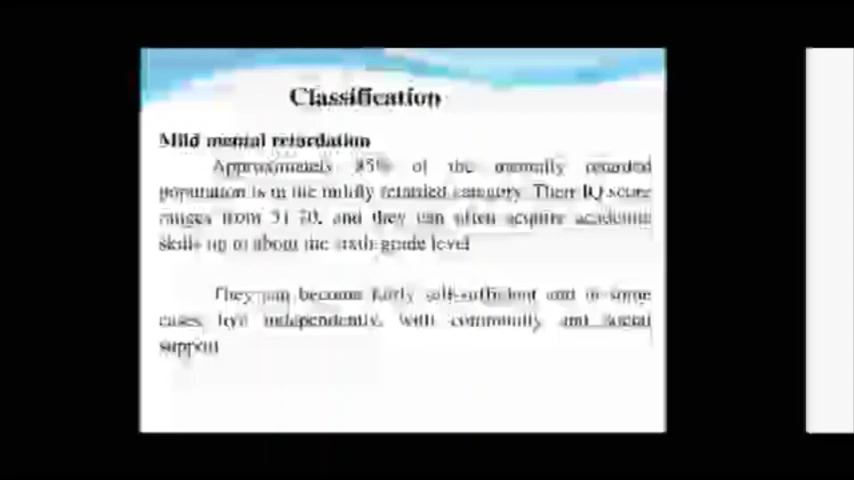 Classification
Mild mental retardation
Approximately 85% of the mentally retarded
population is in the mildly retarded category. Their IQ score
ranges from 51-70, and they can often acquire academic
skills up to about the sixth grade level
They can become fairly self-sufficient and in some
cases live independently, with community and social
support